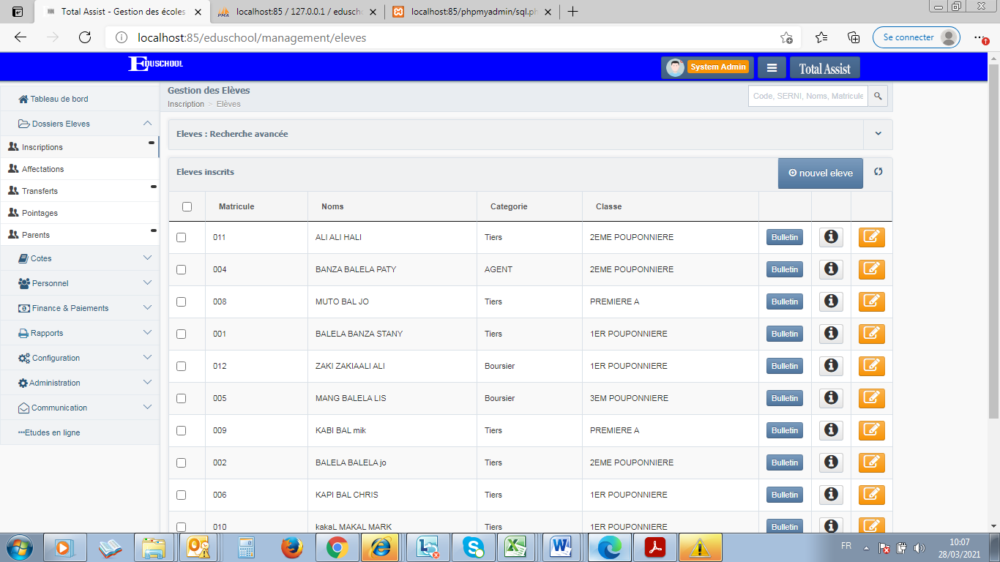 Total Assist - Gestion des écoles
localhost:85 / 127.0.0.1 / edusch
localhost:85/phpmyadmin/sql.ph
localhost:85/eduschool/management/eleves
Se connecter
EDUSCHOOL
System Admin
Total Assist
Tableau de bord
Dossiers Eleves
Inscriptions
Affectations
Transferts
Pointages
Parents
Cotes
Personnel
Finance & Paiements
Rapports
Configuration
Administration
Communication
Etudes en ligne
Gestion des Elèves
Inscription > Elèves
Code, SERNI, Noms, Matricule
Eleves : Recherche avancée
Eleves inscrits
nouvel eleve
Matricule Noms Categorie Classe
011 ALI ALI HALI Tiers 2EME POUPONNIERE Bulletin
004 BANZA BALELA PATY AGENT 2EME POUPONNIERE Bulletin
008 MUTO BAL JO Tiers PREMIERE A Bulletin
001 BALELA BANZA STANY Tiers 1ER POUPONNIERE Bulletin
012 ZAKI ZAKIAALI ALI Boursier 1ER POUPONNIERE Bulletin
005 MANG BALELA LIS Boursier 3EM POUPONNIERE Bulletin
009 KABI BAL mik Tiers PREMIERE A Bulletin
002 BALELA BALELA jo Tiers 2EME POUPONNIERE Bulletin
006 KAPI BAL CHRIS Tiers 1ER POUPONNIERE Bulletin
010 kakaL MAKAL MARK Tiers 1ER POUPONNIERE Bulletin
FR
10:07
28/03/2021